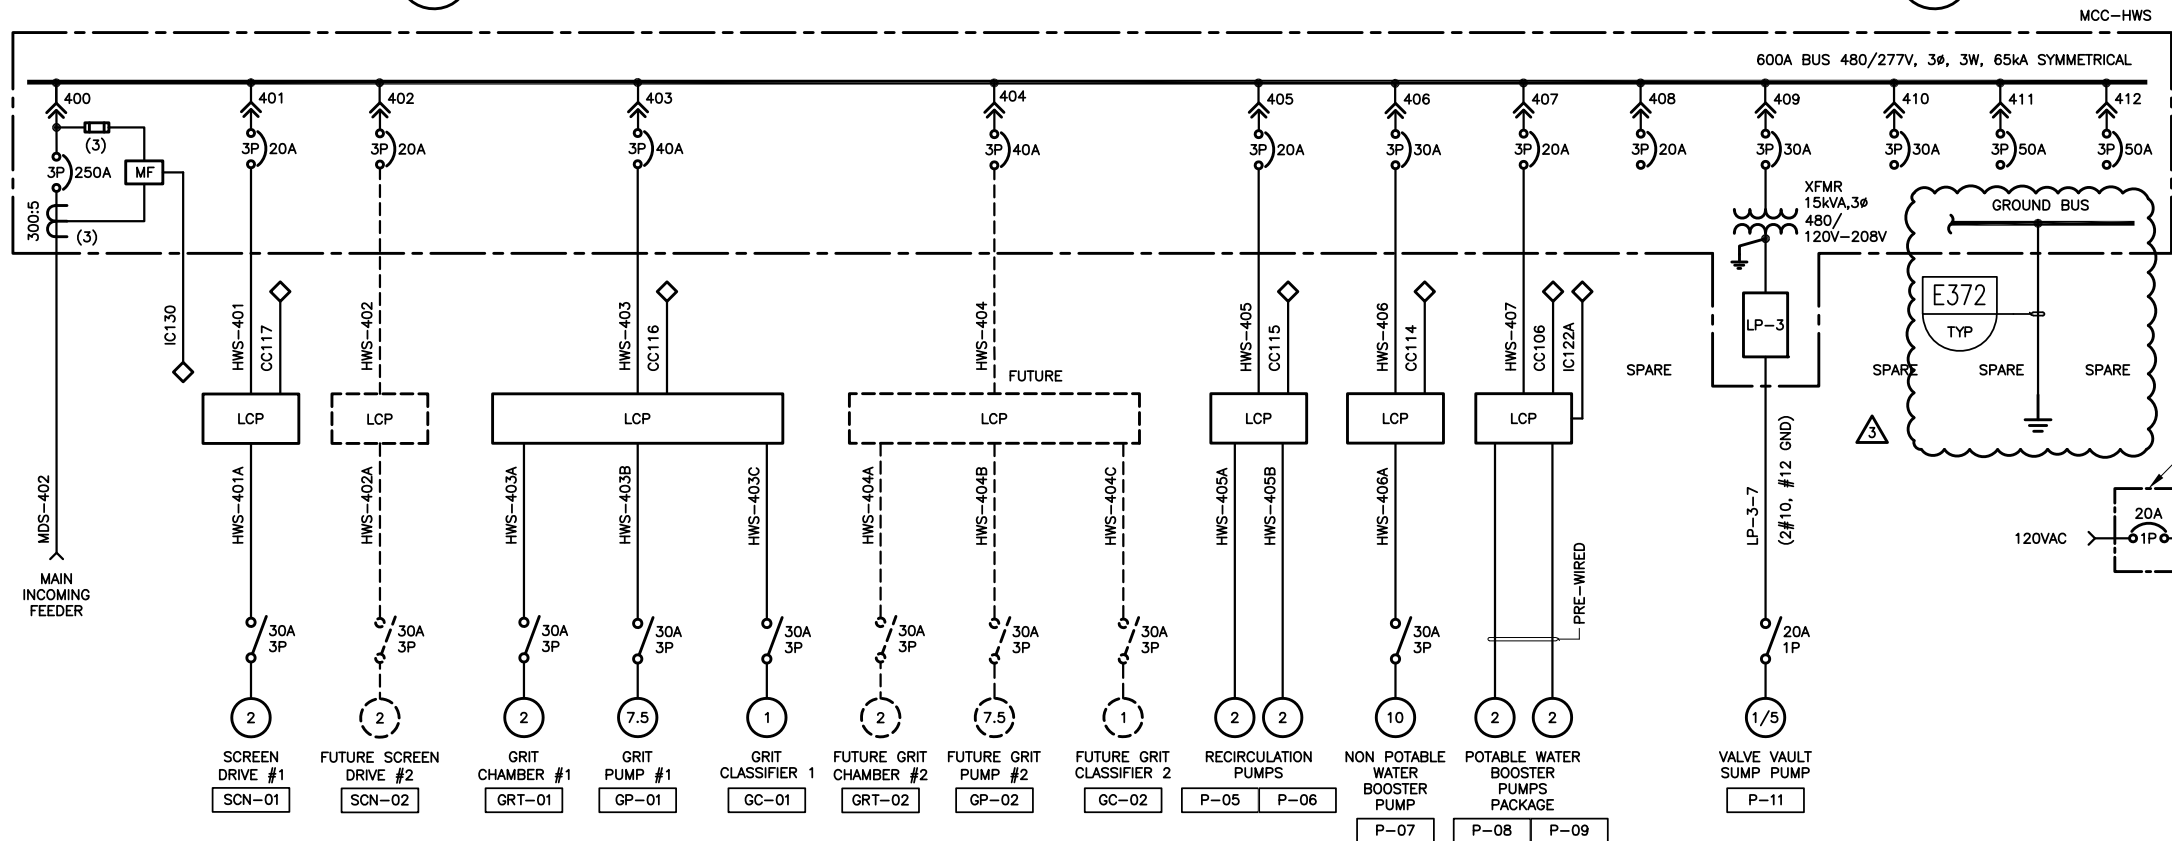 MCC-HWS
600A BUS 480/277V, 3ø, 3W, 65kA SYMMETRICAL
400
401
402
403
404
405
406
407
408
409
410
411
412
(3)
MF
3P 250A
3P 20A
3P 20A
3P 40A
3P 40A
3P 20A
3P 30A
3P 20A
3P 20A
3P 30A
3P 30A
3P 50A
3P 50A
300:5
(3)
XFMR
15kVA,3ø
480/
120V-208V
GROUND BUS
E372
TYP
IC130
HWS-401
CC117
HWS-402
HWS-403
CC116
HWS-404
FUTURE
HWS-405
CC115
HWS-406
CC114
HWS-407
CC106
IC122A
LP-3
SPARE
SPARE
SPARE
SPARE
LCP
LCP
LCP
LCP
LCP
LCP
LCP
3
MDS-402
HWS-401A
HWS-402A
HWS-403A
HWS-403B
HWS-403C
HWS-404A
HWS-404B
HWS-404C
HWS-405A
HWS-405B
HWS-406A
PRE-WIRED
LP-3-7
(2#10, #12 GND)
120VAC
20A
1P
MAIN
INCOMING
FEEDER
30A
3P
30A
3P
30A
3P
30A
3P
30A
3P
30A
3P
30A
3P
30A
3P
30A
3P
20A
1P
2
2
2
7.5
1
2
7.5
1
2
2
10
2
2
1/5
SCREEN
DRIVE #1
SCN-01
FUTURE SCREEN
DRIVE #2
SCN-02
GRIT
CHAMBER #1
GRT-01
GRIT
PUMP #1
GP-01
GRIT
CLASSIFIER 1
GC-01
FUTURE GRIT
CHAMBER #2
GRT-02
FUTURE GRIT
PUMP #2
GP-02
FUTURE GRIT
CLASSIFIER 2
GC-02
RECIRCULATION
PUMPS
P-05
P-06
NON POTABLE
WATER
BOOSTER
PUMP
P-07
POTABLE WATER
BOOSTER
PUMPS
PACKAGE
P-08
P-09
VALVE VAULT
SUMP PUMP
P-11